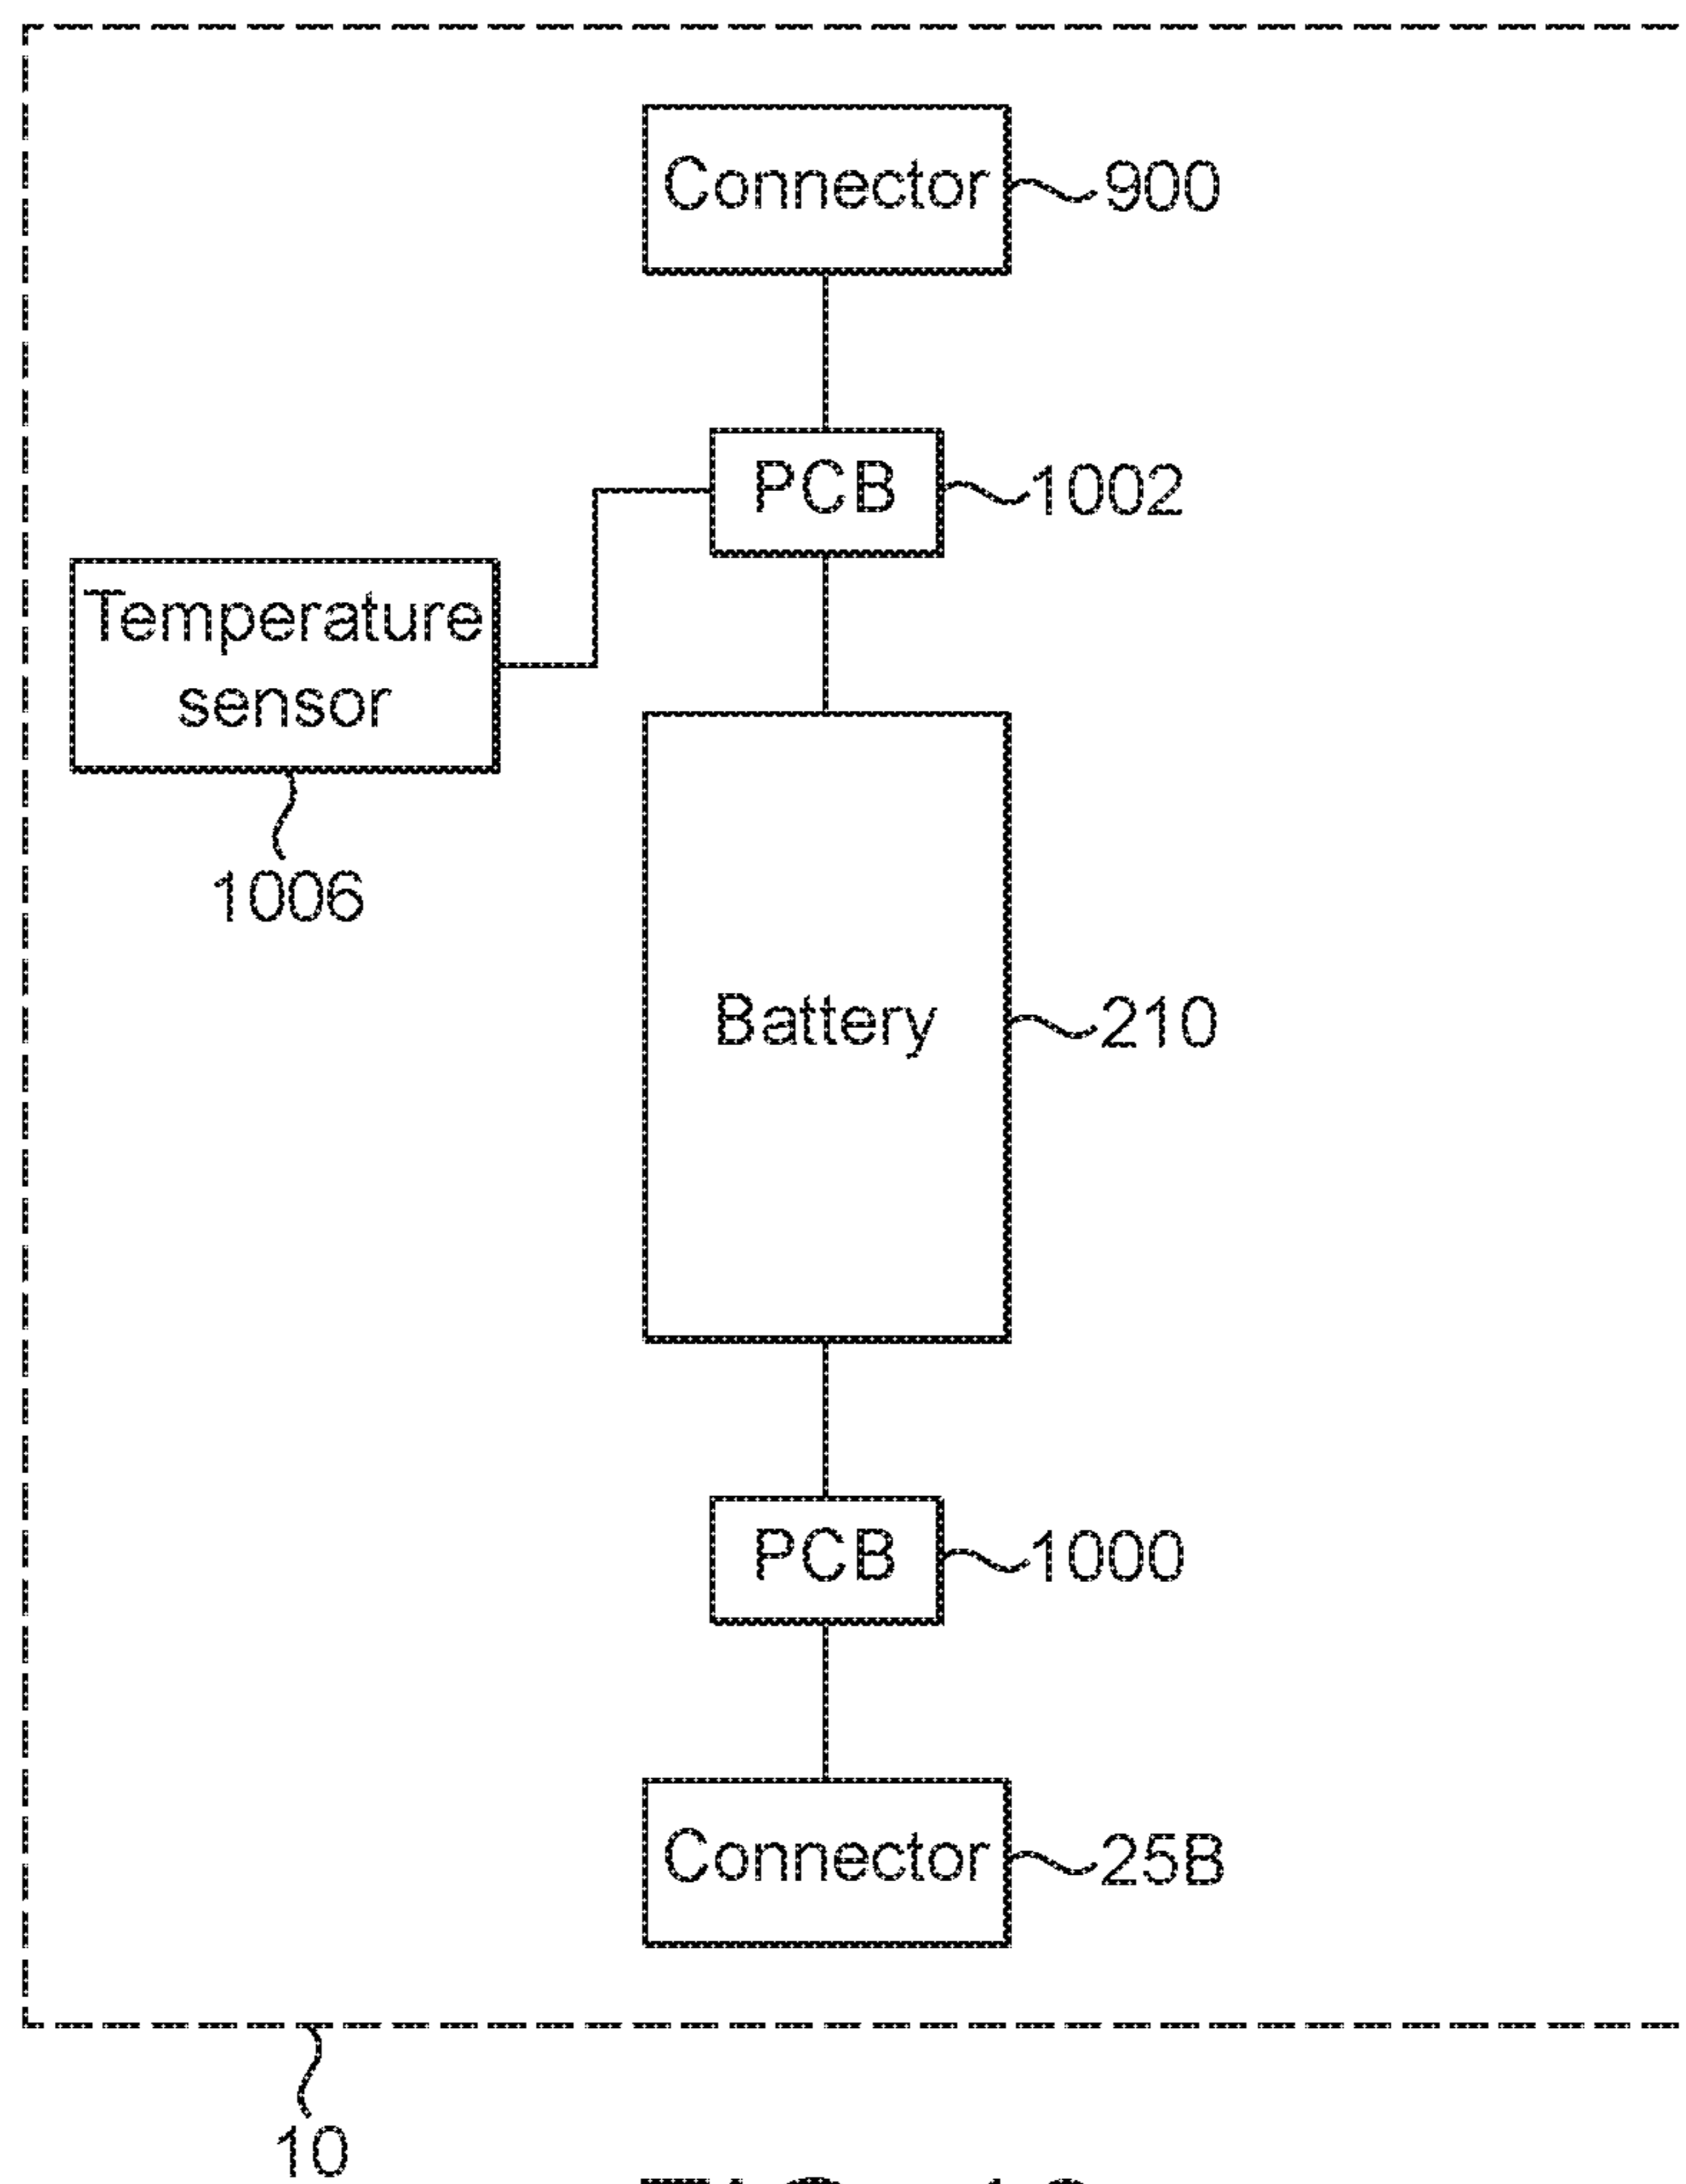 Connector 900
PCB 1002
Temperature
sensor
1006
Battery 210
PCB 1000
Connector 25B
10